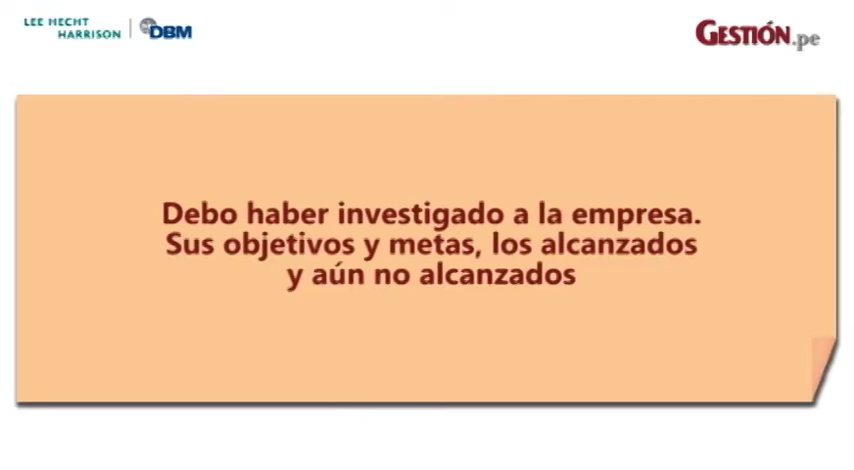 LEE HECHT
HARRISON
DBM
GESTIÓN.pe
Debo haber investigado a la empresa.
Sus objetivos y metas, los alcanzados
y aún no alcanzados